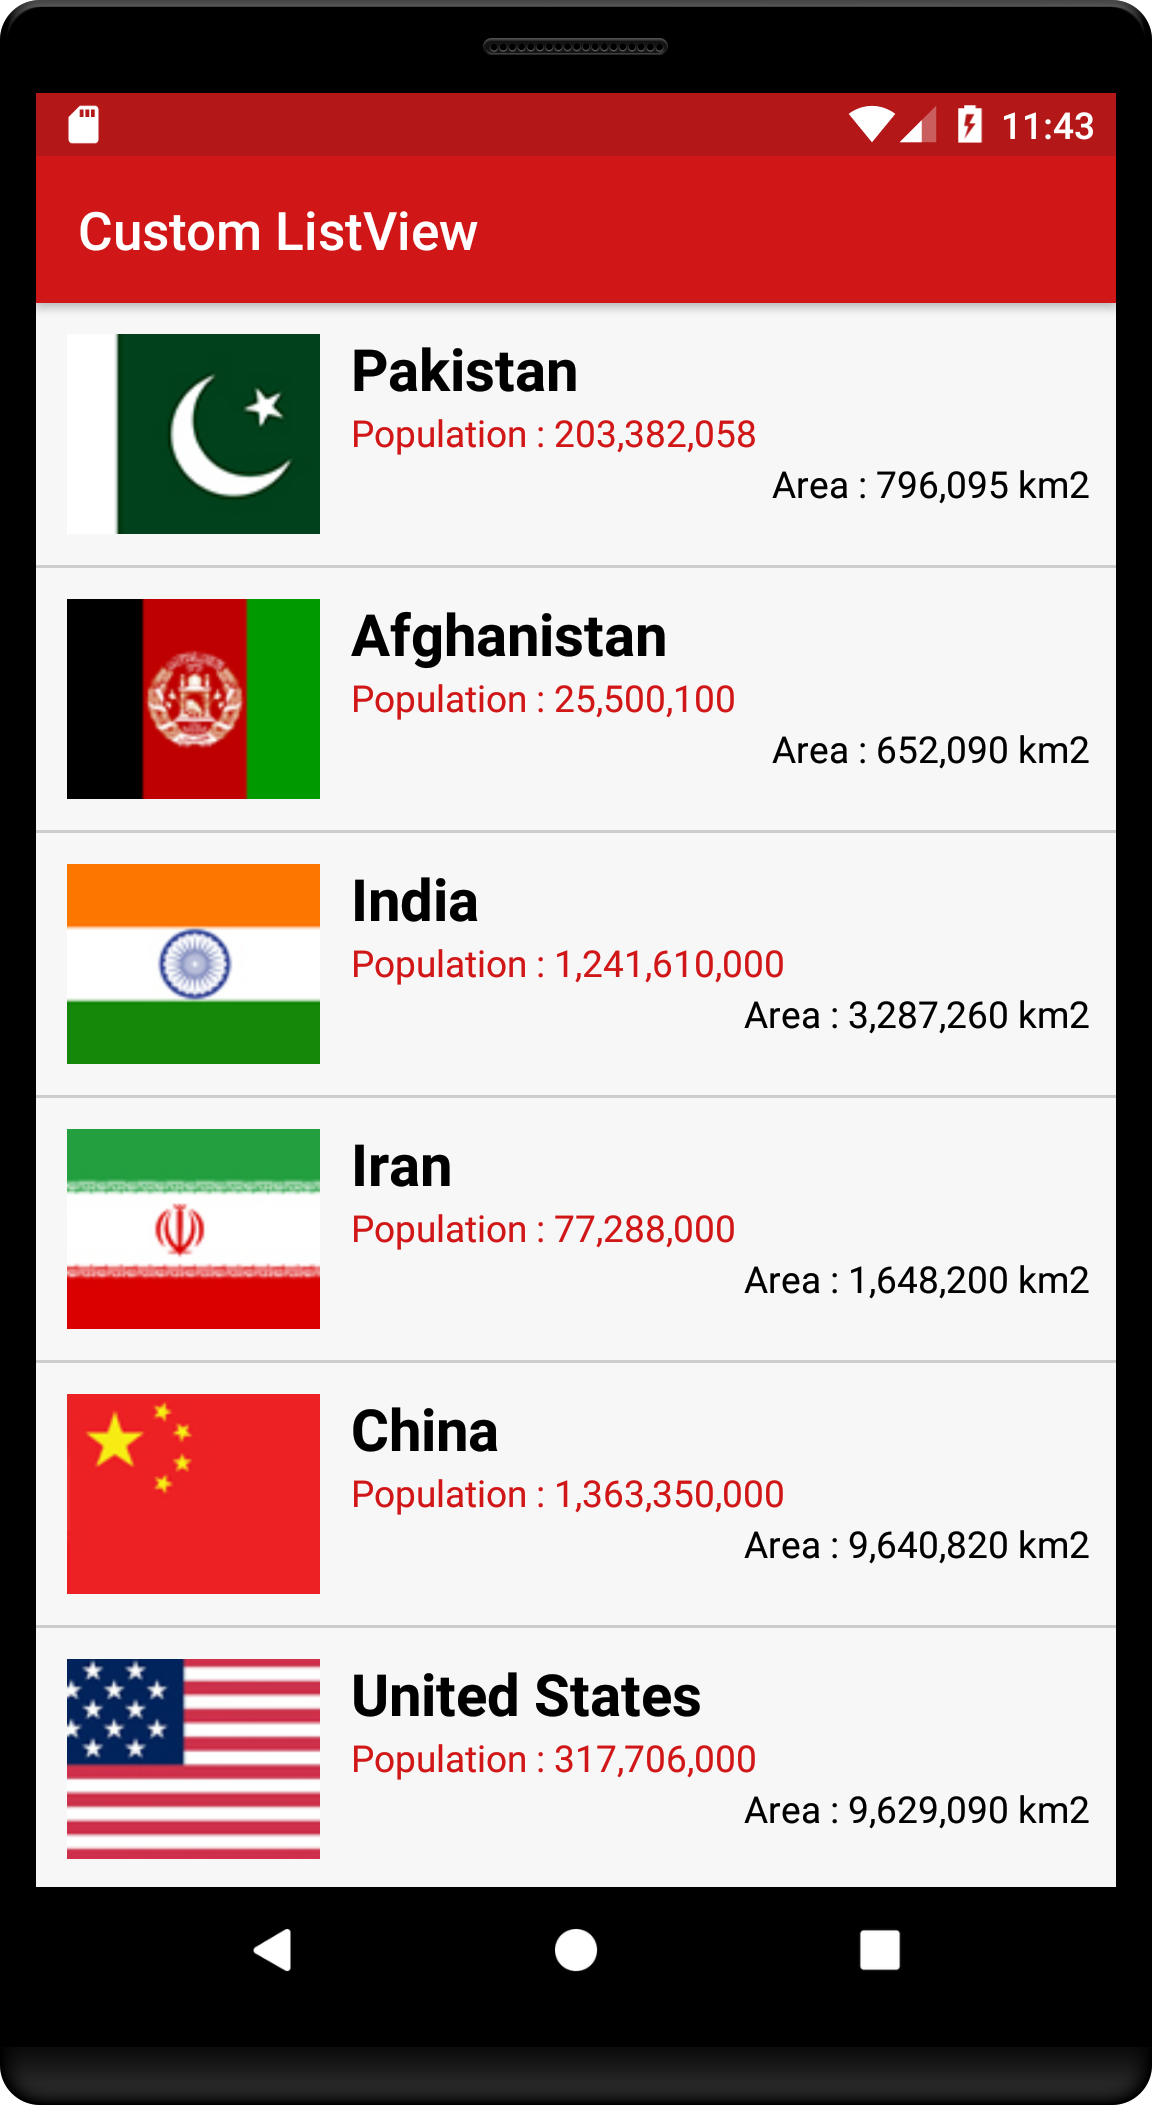 11:43
Custom ListView
Pakistan
Population : 203,382,058
Area : 796,095 km2
Afghanistan
Population : 25,500,100
Area : 652,090 km2
India
Population : 1,241,610,000
Area : 3,287,260 km2
Iran
Population : 77,288,000
Area : 1,648,200 km2
China
Population : 1,363,350,000
Area : 9,640,820 km2
United States
Population : 317,706,000
Area : 9,629,090 km2